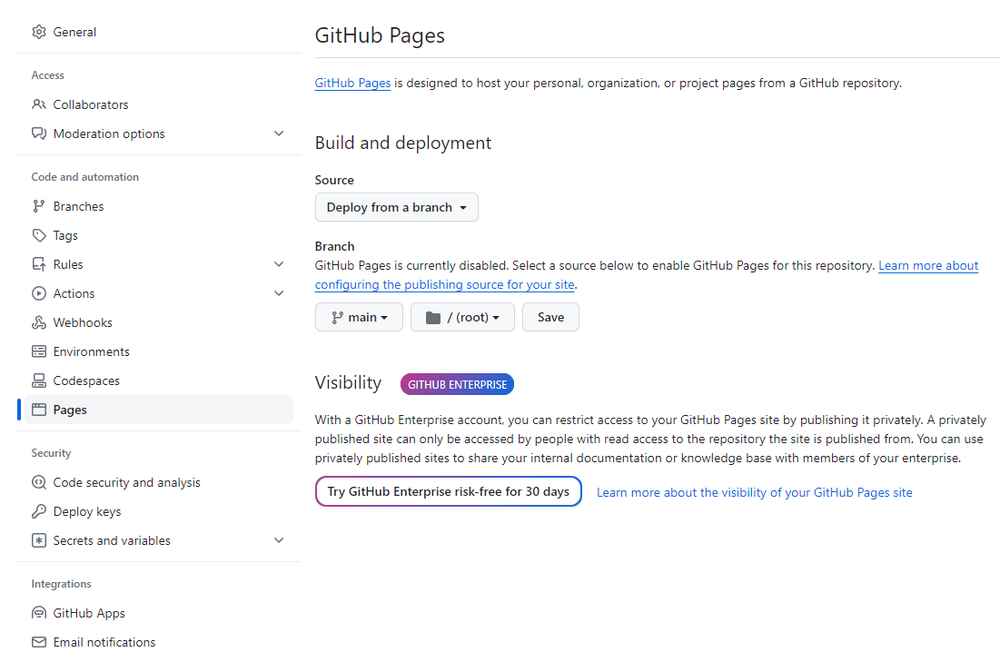 General
Access
Collaborators
Moderation options
Code and automation
Branches
Tags
Rules
Actions
Webhooks
Environments
Codespaces
Pages
Security
Code security and analysis
Deploy keys
Secrets and variables
Integrations
GitHub Apps
Email notifications
GitHub Pages
GitHub Pages is designed to host your personal, organization, or project pages from a GitHub repository.
Build and deployment
Source
Deploy from a branch
Branch
GitHub Pages is currently disabled. Select a source below to enable GitHub Pages for this repository. Learn more about
configuring the publishing source for your site.
main / (root) Save
Visibility GITHUB ENTERPRISE
With a GitHub Enterprise account, you can restrict access to your GitHub Pages site by publishing it privately. A privately
published site can only be accessed by people with read access to the repository the site is published from. You can use
privately published sites to share your internal documentation or knowledge base with members of your enterprise.
Try GitHub Enterprise risk-free for 30 days Learn more about the visibility of your GitHub Pages site